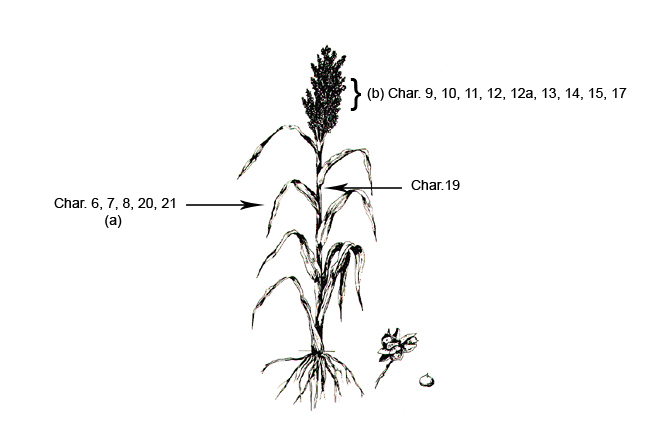 (b) Char. 9, 10, 11, 12, 12a, 13, 14, 15, 17
Char.19
Char. 6, 7, 8, 20, 21
(a)